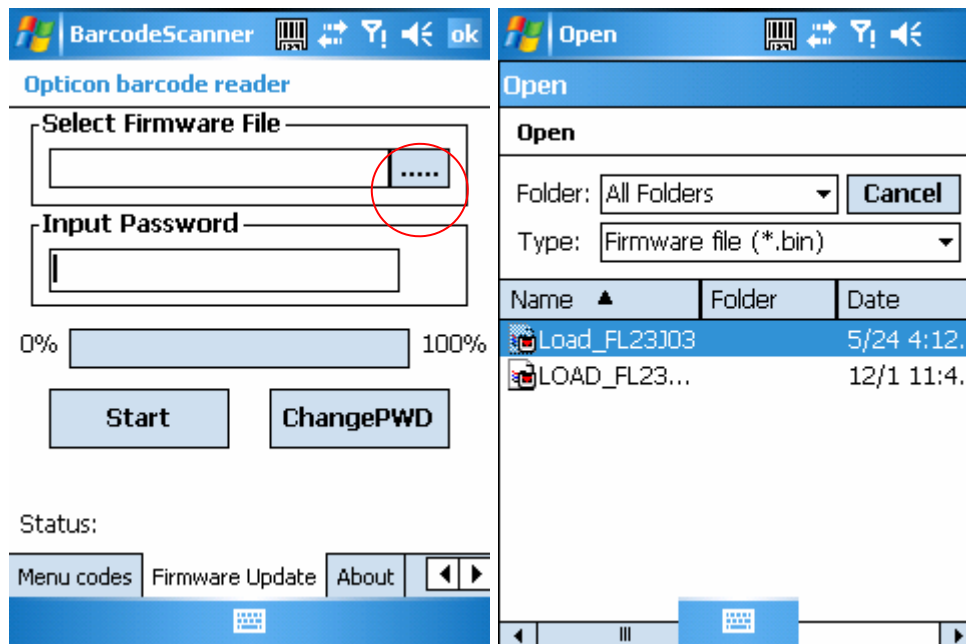 BarcodeScanner ok
Opticon barcode reader
Select Firmware File
.....
Input Password
0% 100%
Start ChangePWD
Status:
Menu codes Firmware Update About
Open
Open
Open
Folder: All Folders Cancel
Type: Firmware file (*.bin)
Name Folder Date
Load_FL23J03 5/24 4:12.
LOAD_FL23... 12/1 11:4.